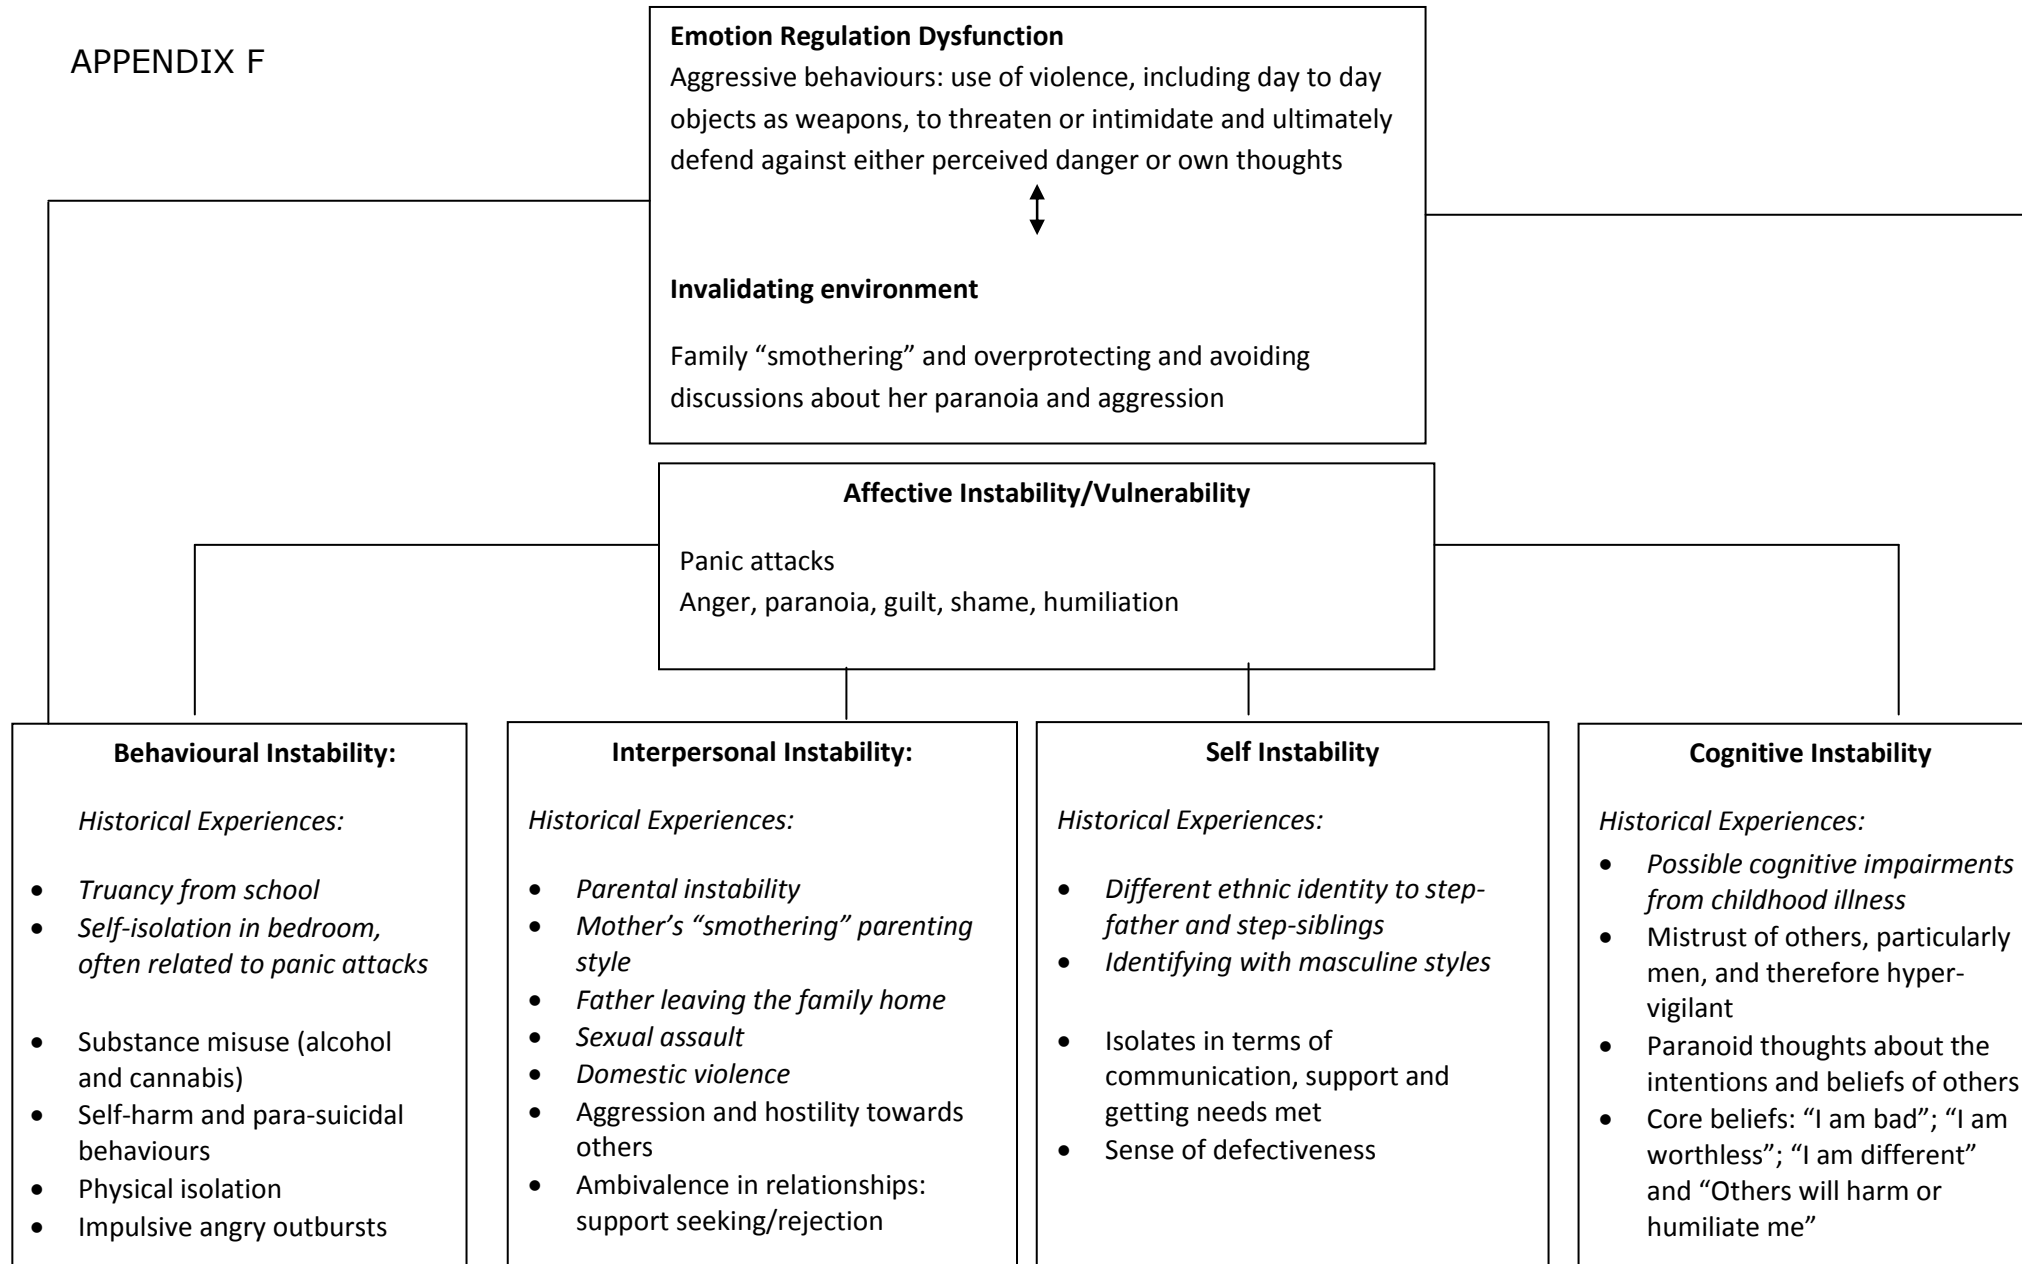 APPENDIX F
Emotion Regulation Dysfunction
Aggressive behaviours: use of violence, including day to day
objects as weapons, to threaten or intimidate and ultimately
defend against either perceived danger or own thoughts
Invalidating environment
Family “smothering” and overprotecting and avoiding
discussions about her paranoia and aggression
Affective Instability/Vulnerability
Panic attacks
Anger, paranoia, guilt, shame, humiliation
Behavioural Instability:
Historical Experiences:
• Truancy from school
• Self-isolation in bedroom,
often related to panic attacks
• Substance misuse (alcohol
and cannabis)
• Self-harm and para-suicidal
behaviours
• Physical isolation
• Impulsive angry outbursts
Interpersonal Instability:
Historical Experiences:
• Parental instability
• Mother’s “smothering” parenting
style
• Father leaving the family home
• Sexual assault
• Domestic violence
• Aggression and hostility towards
others
• Ambivalence in relationships:
support seeking/rejection
Self Instability
Historical Experiences:
• Different ethnic identity to step-
father and step-siblings
• Identifying with masculine styles
• Isolates in terms of
communication, support and
getting needs met
• Sense of defectiveness
Cognitive Instability
Historical Experiences:
• Possible cognitive impairments
from childhood illness
• Mistrust of others, particularly
men, and therefore hyper-
vigilant
• Paranoid thoughts about the
intentions and beliefs of others
• Core beliefs: “I am bad”; “I am
worthless”; “I am different”
and “Others will harm or
humiliate me”